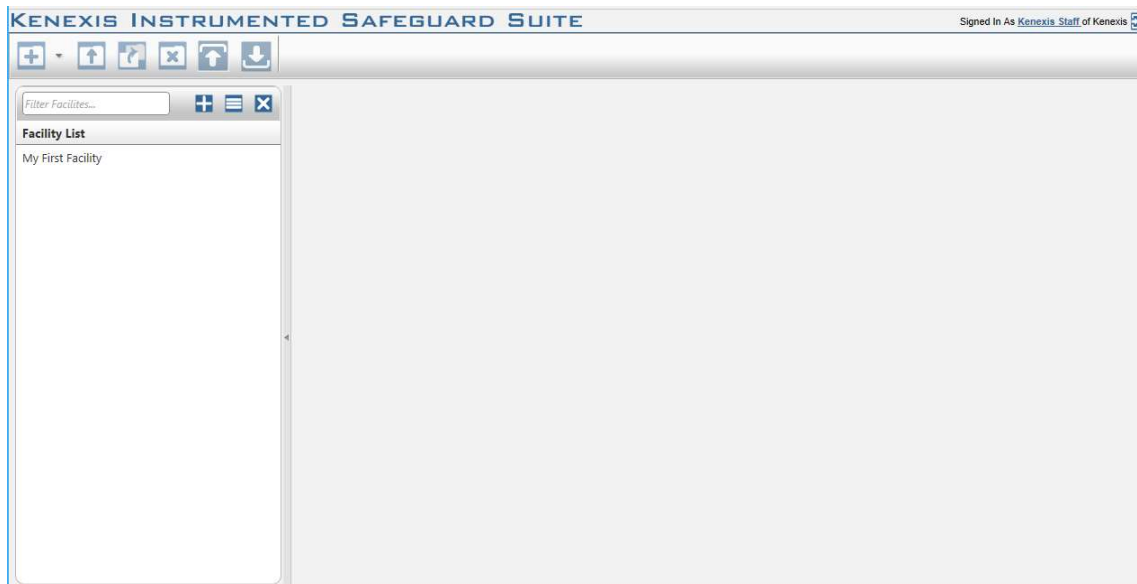 KENEXIS INSTRUMENTED SAFEGUARD SUITE
Signed In As Kenexis Staff of Kenexis
Filter Facilites...
Facility List
My First Facility